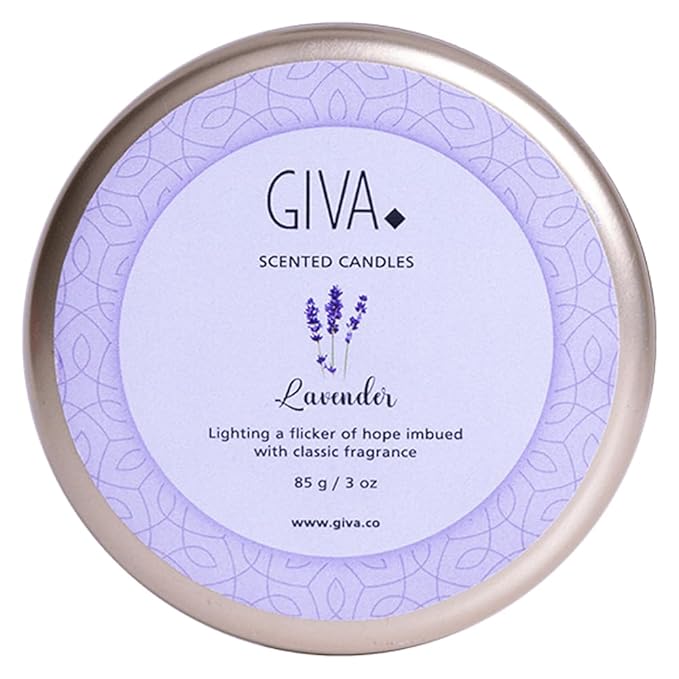 GIVA
SCENTED CANDLES
Lavender
Lighting a flicker of hope imbued
with classic fragrance
85 g / 3 oz
www.giva.co